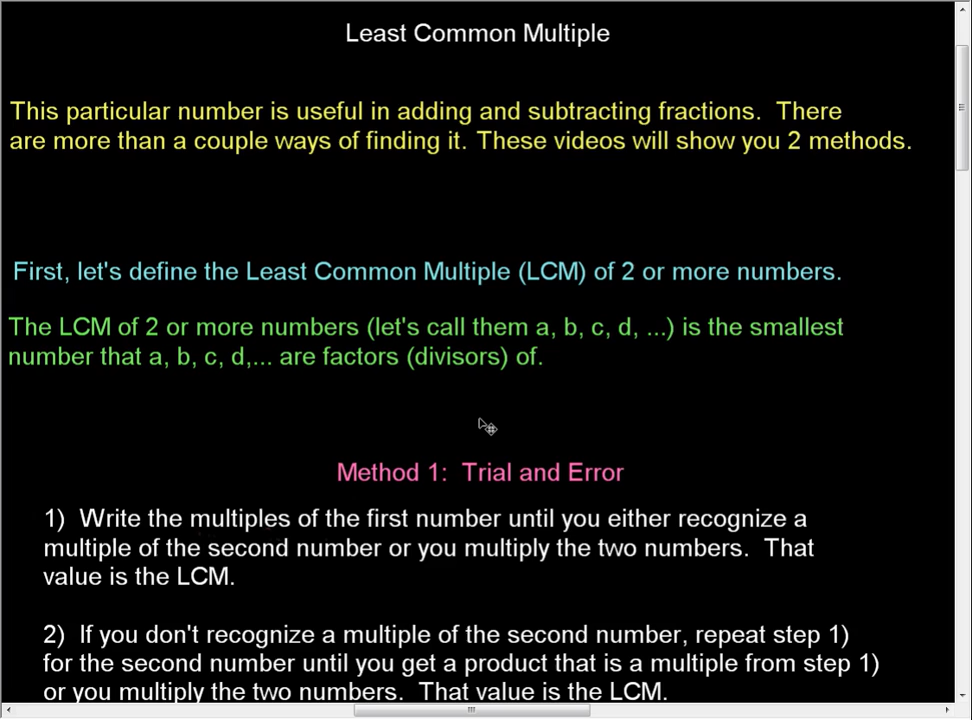 Least Common Multiple
This particular number is useful in adding and subtracting fractions.  There
are more than a couple ways of finding it. These videos will show you 2 methods.
First, let's define the Least Common Multiple (LCM) of 2 or more numbers.
The LCM of 2 or more numbers (let's call them a, b, c, d, ...) is the smallest
number that a, b, c, d,... are factors (divisors) of.
Method 1:  Trial and Error
1)  Write the multiples of the first number until you either recognize a
multiple of the second number or you multiply the two numbers.  That
value is the LCM.
2)  If you don't recognize a multiple of the second number, repeat step 1)
for the second number until you get a product that is a multiple from step 1)
or you multiply the two numbers.  That value is the LCM.